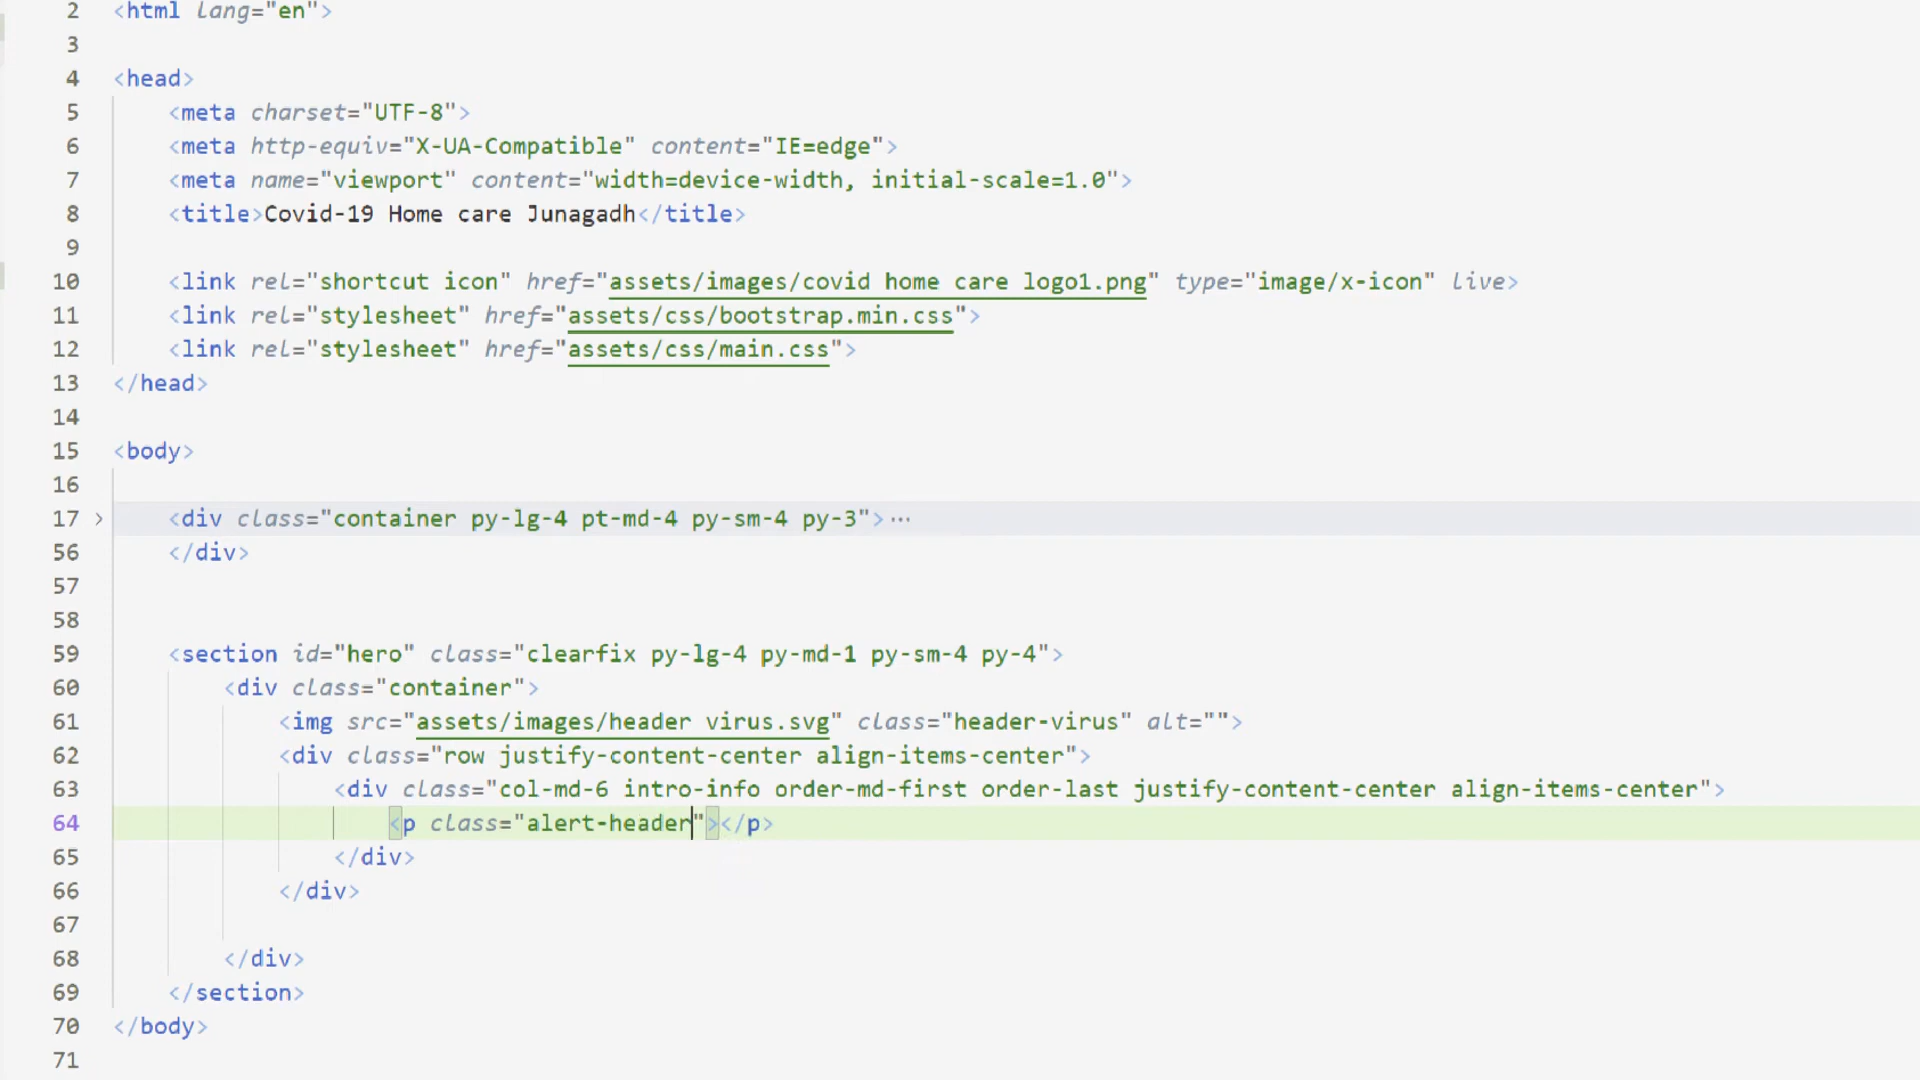 2 <html lang="en">
3
4 <head>
5 <meta charset="UTF-8">
6 <meta http-equiv="X-UA-Compatible" content="IE=edge">
7 <meta name="viewport" content="width=device-width, initial-scale=1.0">
8 <title>Covid-19 Home care Junagadh</title>
9
10 <link rel="shortcut icon" href="assets/images/covid home care logo1.png" type="image/x-icon" live>
11 <link rel="stylesheet" href="assets/css/bootstrap.min.css">
12 <link rel="stylesheet" href="assets/css/main.css">
13 </head>
14
15 <body>
16
17 <div class="container py-lg-4 pt-md-4 py-sm-4 py-3">···
56 </div>
57
58
59 <section id="hero" class="clearfix py-lg-4 py-md-1 py-sm-4 py-4">
60 <div class="container">
61 <img src="assets/images/header virus.svg" class="header-virus" alt="">
62 <div class="row justify-content-center align-items-center">
63 <div class="col-md-6 intro-info order-md-first order-last justify-content-center align-items-center">
64 <p class="alert-header"></p>
65 </div>
66 </div>
67
68 </div>
69 </section>
70 </body>
71